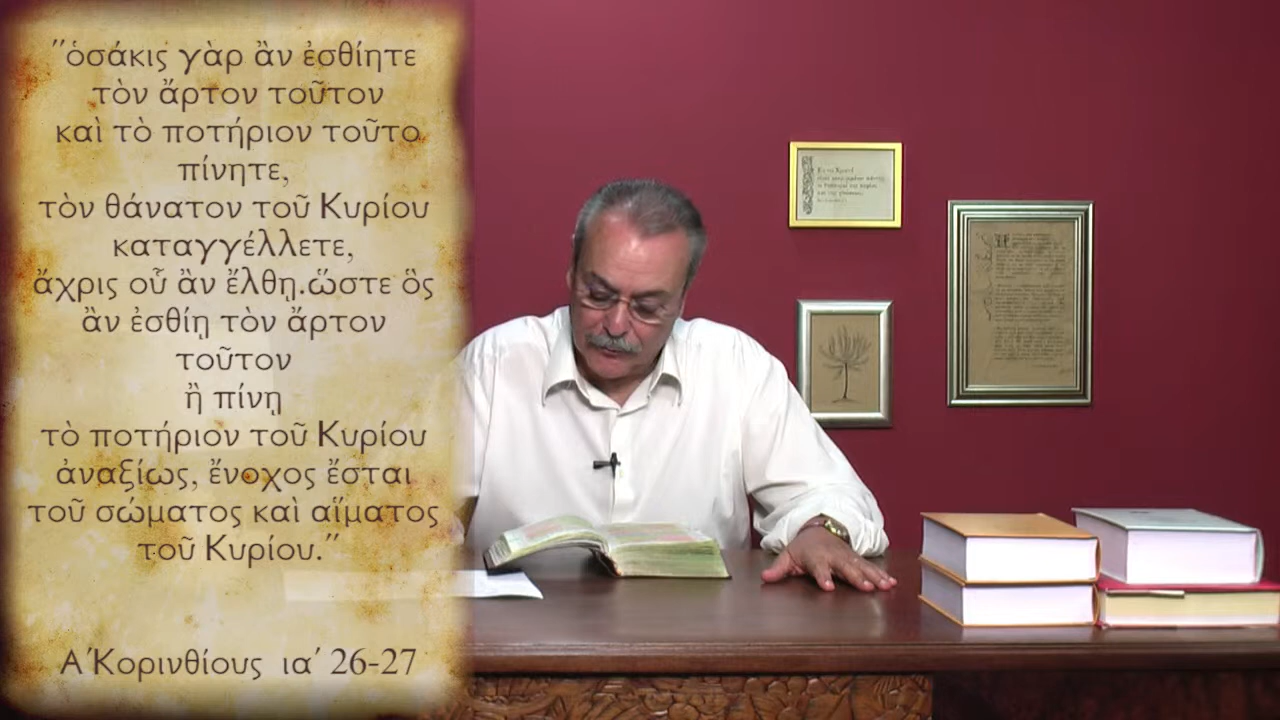 "ὁσάκις γὰρ ἂν ἐσθίητε
τὸν ἄρτον τοῦτον
καὶ τὸ ποτήριον τοῦτο
πίνητε,
τὸν θάνατον τοῦ Κυρίου
καταγγέλλετε,
ἄχρις οὗ ἂν ἔλθῃ.ὥστε ὃς
ἂν ἐσθίῃ τὸν ἄρτον
τοῦτον
ἢ πίνῃ
τὸ ποτήριον τοῦ Κυρίου
ἀναξίως, ἔνοχος ἔσται
τοῦ σώματος καὶ αἵματος
τοῦ Κυρίου."
Α΄Κορινθίους ια΄ 26-27